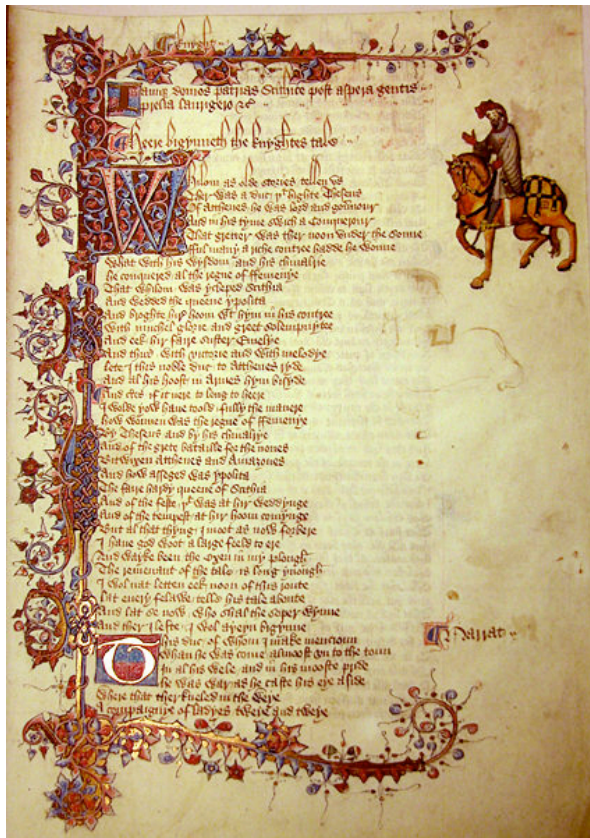 Knyght
Iamq; domos patrias Scithice post aspera gentis
prelia laurigero &c
Heere bigynneth the knyghtes tale
Whilom as olde stories tellen vs
Ther was a duc þt highte Theseus
Of Atthenes he was lord and gouernour
And in his tyme swich a Conquerour
That gretter was ther noon vnder the sonne
fful many a riche contree hadde he wonne
What with his wysdom and his chiualrie
he conquered al the regne of ffemenye
That whilom was ycleped Scithia
And wedded the queene ypolita
And broghte hir hoom wt hym in his contree
With muchel glorie and greet solempnytee
And eek hir faire suster Emelye
And thus with victorie and with melodye
lete I this noble duc to Atthenes ryde
And al his hoost in Armes hym bisyde
And certes if it nere to long to heere
I wolde yow haue toold fully the manere
how wonnen was the regne of ffemenye
By Theseus and by his chiualrye
And of the grete bataille for the nones
Bitwixen Atthenes and Amazones
And how asseged was ypolita
The faire hardy queene of Scithia
And of the feste þt was at hir weddynge
And of the tempest at hir hoom comynge
But al that thyng I moot as now forbere
I haue god woot a large feeld to ere
And wayke been the oxen in my plough
The remenant of the tale is long ynough
I wol nat letten eek noon of this route
lat euery felawe telle his tale aboute
And lat se now who shal the soper wynne
And ther I lefte I wol ayeyn bigynne
This duc of whom I make mencioun
Whan he was come almoost vn to the toun
In al his wele and in his mooste pride
he was war as he caste his eye aside
Where that ther kneled in the weye
A compaignye of ladyes tweye and tweye
Narrat